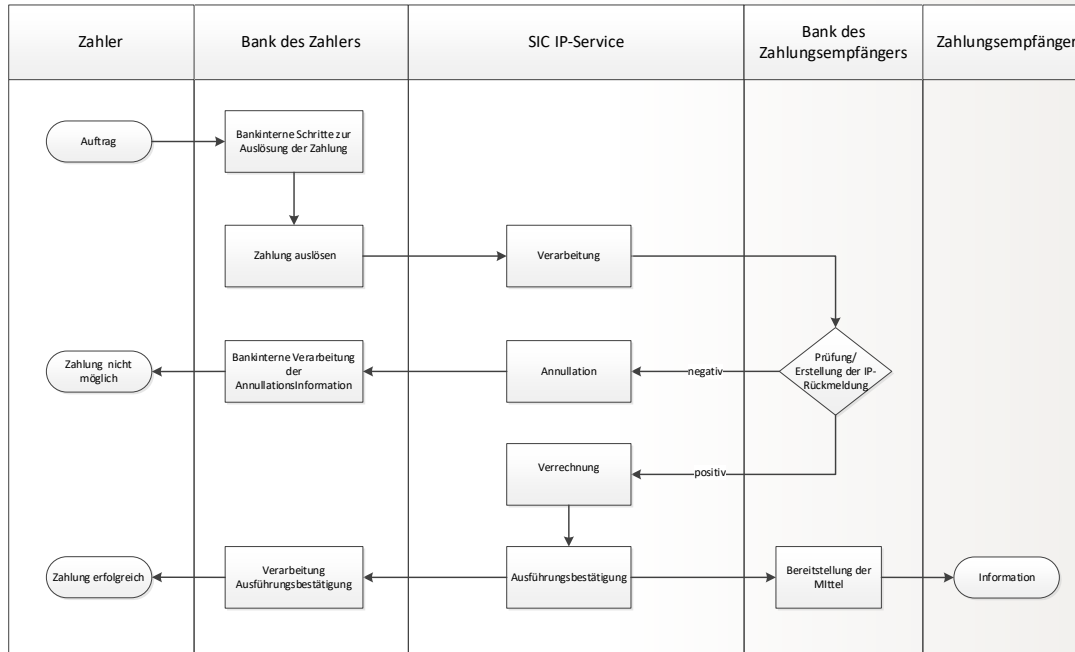 Zahler
Bank des Zahlers
SIC IP-Service
Bank des
Zahlungsempfängers
Zahlungsempfänger
Auftrag
Bankinterne Schritte zur
Auslösung der Zahlung
Zahlung auslösen
Verarbeitung
Zahlung nicht
möglich
Bankinterne Verarbeitung
der
AnnullationsInformation
Annullation
negativ
Prüfung/
Erstellung der IP-
Rückmeldung
Verrechnung
positiv
Zahlung erfolgreich
Verarbeitung
Ausführungsbestätigung
Ausführungsbestätigung
Bereitstellung der
MIttel
Information